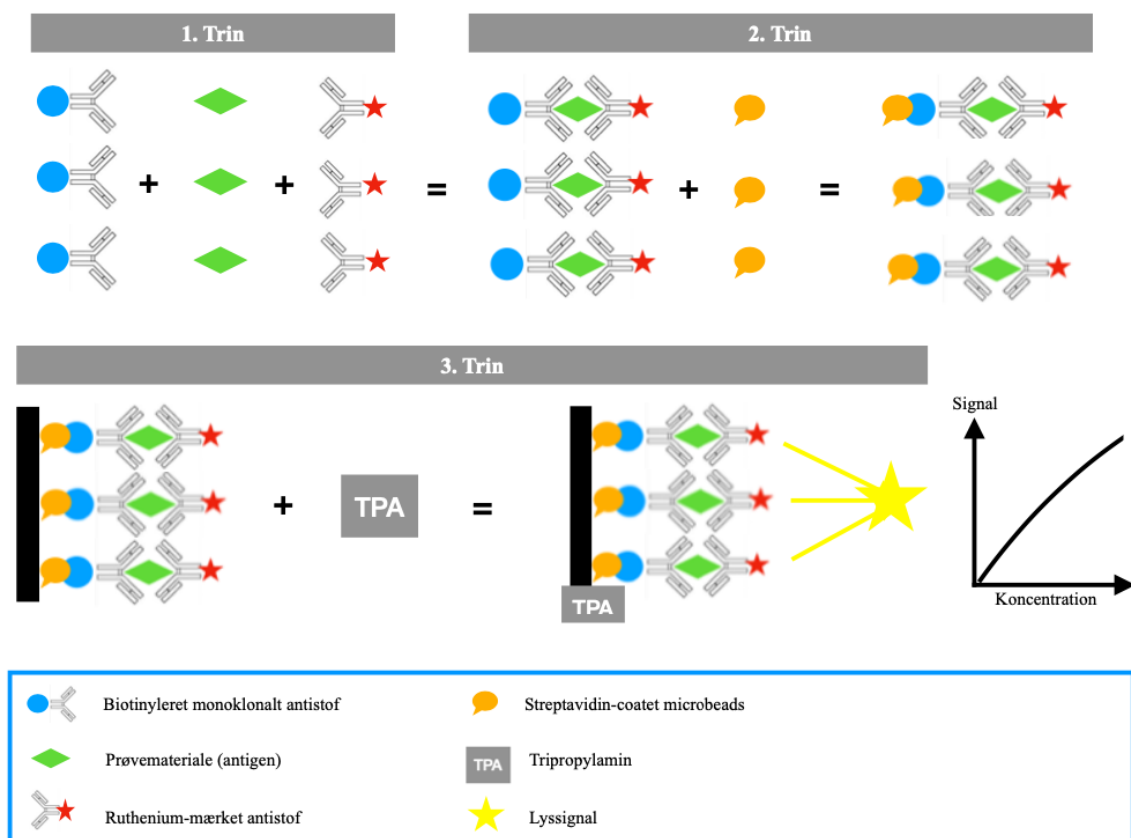 1. Trin
2. Trin
+
+
=
+
=
3. Trin
+
TPA
=
TPA
Signal
Koncentration
Biotinyleret monoklonalt antistof
Streptavidin-coatet microbeads
Prøvemateriale (antigen)
TPA
Tripropylamin
Ruthenium-mærket antistof
Lyssignal